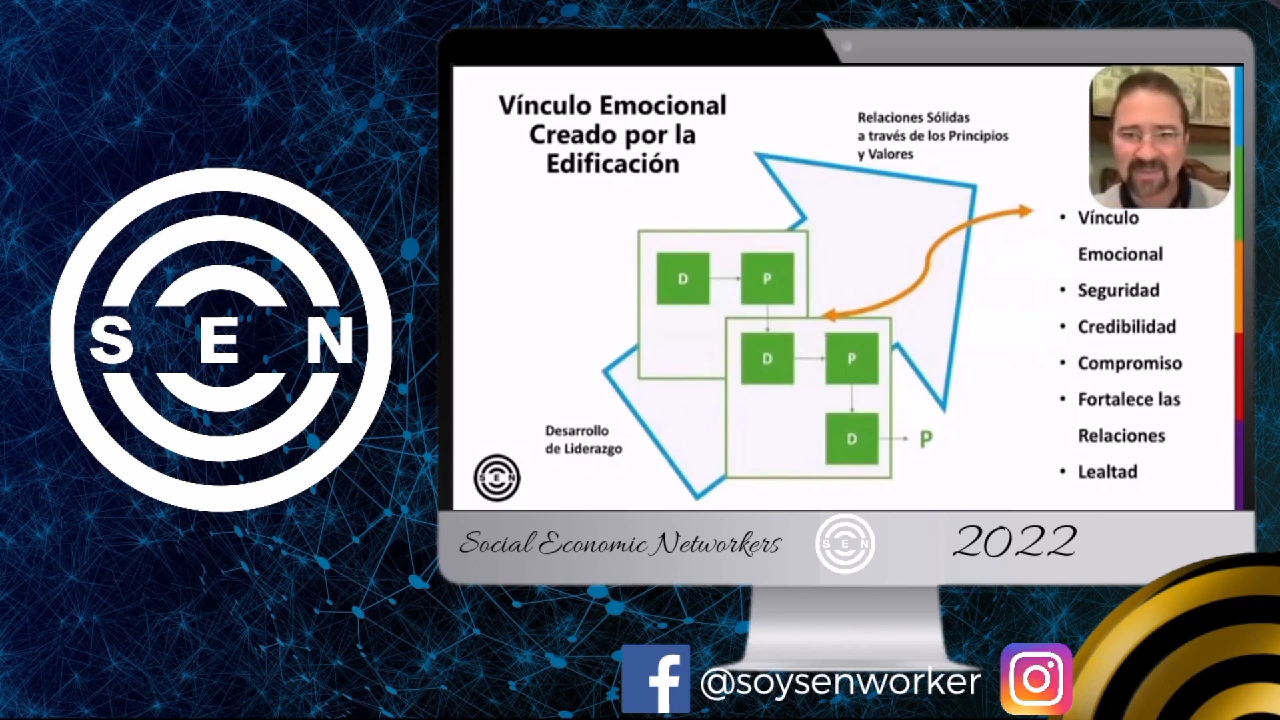 S E N
Vínculo Emocional
Creado por la
Edificación
Relaciones Sólidas
a través de los Principios
y Valores
D
P
D
P
D
P
Desarrollo
de Liderazgo
S E N
• Vínculo
Emocional
• Seguridad
• Credibilidad
• Compromiso
• Fortalece las
Relaciones
• Lealtad
Social Economic Networkers
S E N
2022
@soysenworker